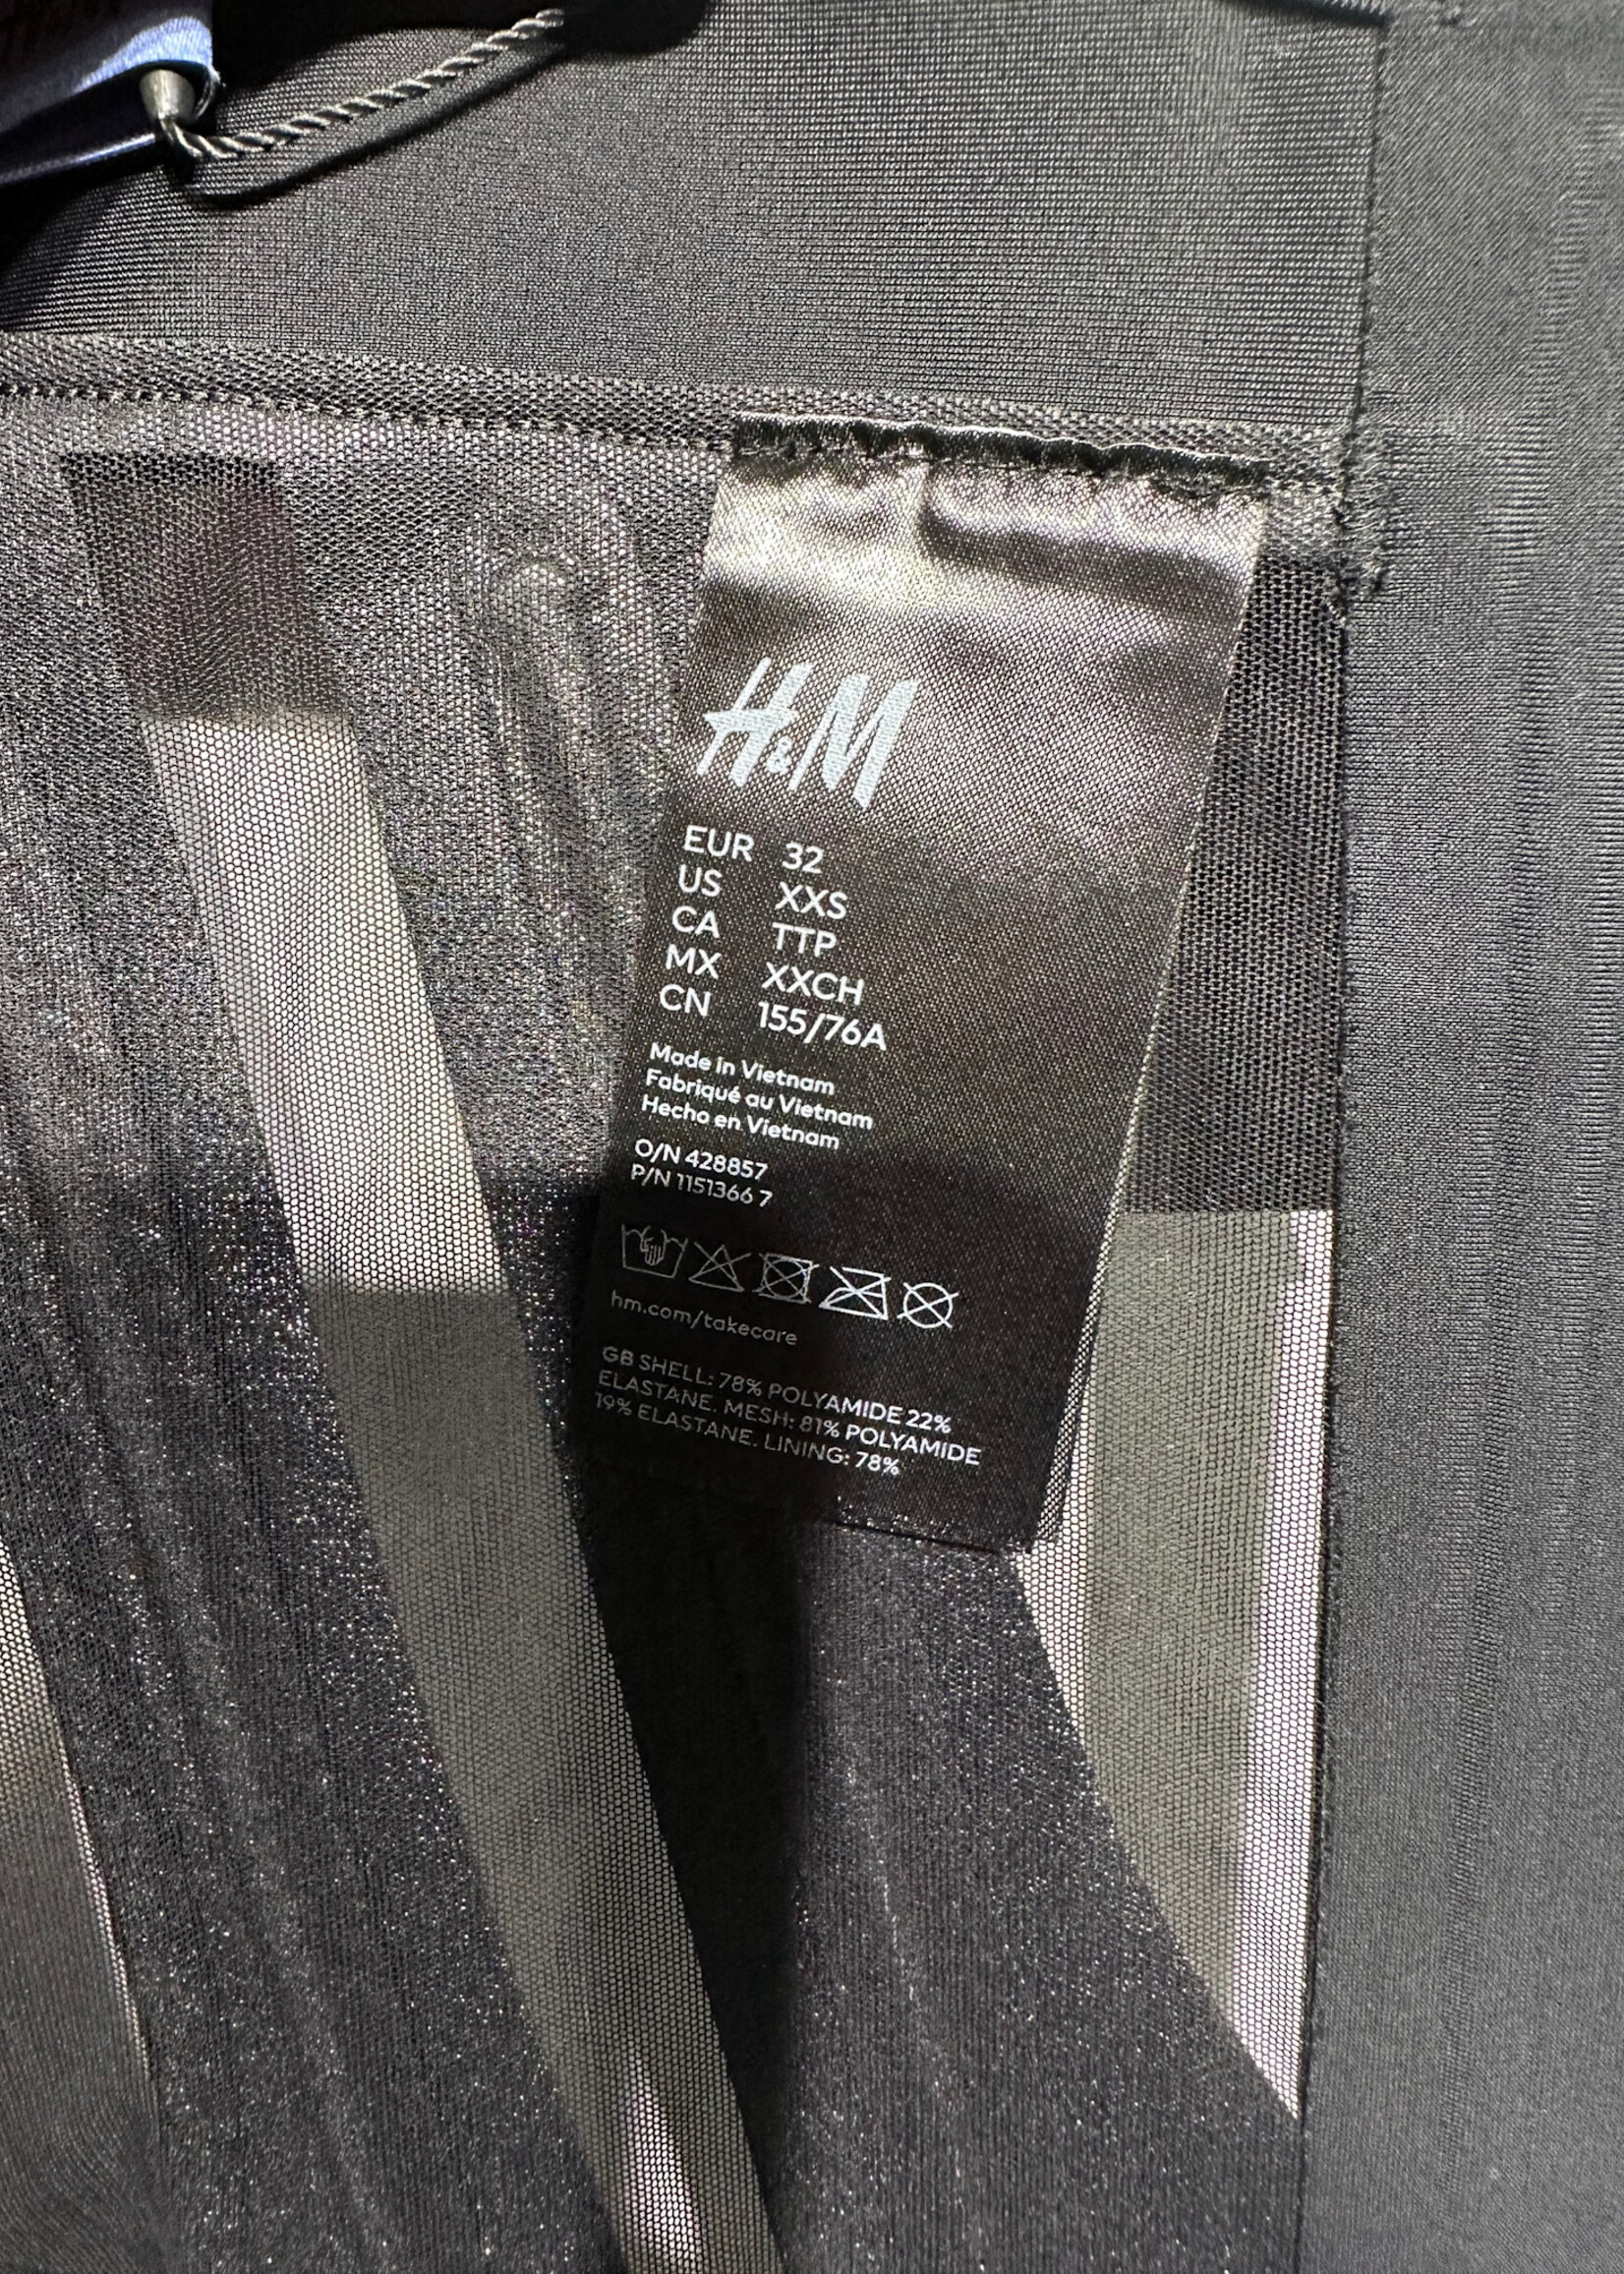 H&M
EUR 32
US XXS
CA TTP
MX XXCH
CN 155/76A
Made in Vietnam
Fabriqué au Vietnam
Hecho en Vietnam
O/N 428857
P/N 1151366 7
hm.com/takecare
GB SHELL: 78% POLYAMIDE 22%
ELASTANE. MESH: 81% POLYAMIDE
19% ELASTANE. LINING: 78%